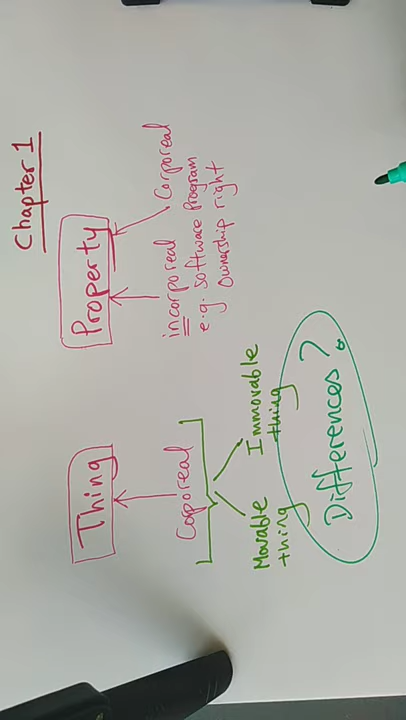 Chapter 1
Thing
Property
Corporeal
incorporeal
e.g. Software Program
Ownership right
Corporeal
Movable
thing
Immovable
thing
Differences?